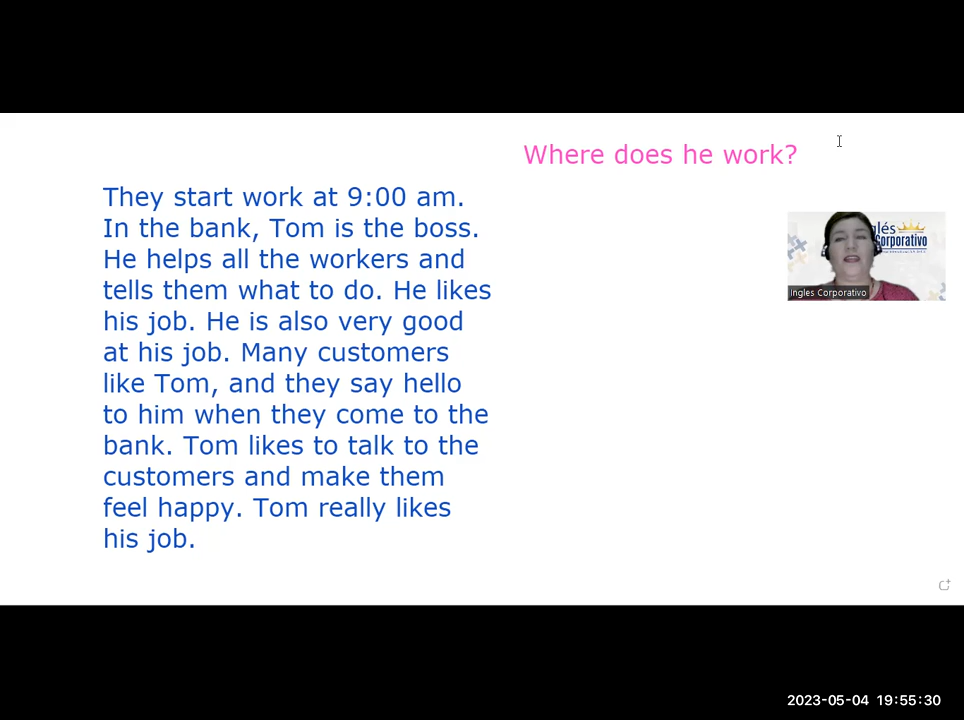 Where does he work?
They start work at 9:00 am.
In the bank, Tom is the boss.
He helps all the workers and
tells them what to do. He likes
his job. He is also very good
at his job. Many customers
like Tom, and they say hello
to him when they come to the
bank. Tom likes to talk to the
customers and make them
feel happy. Tom really likes
his job.
glés
Corporativo
Ingles Corporativo
2023-05-04 19:55:30